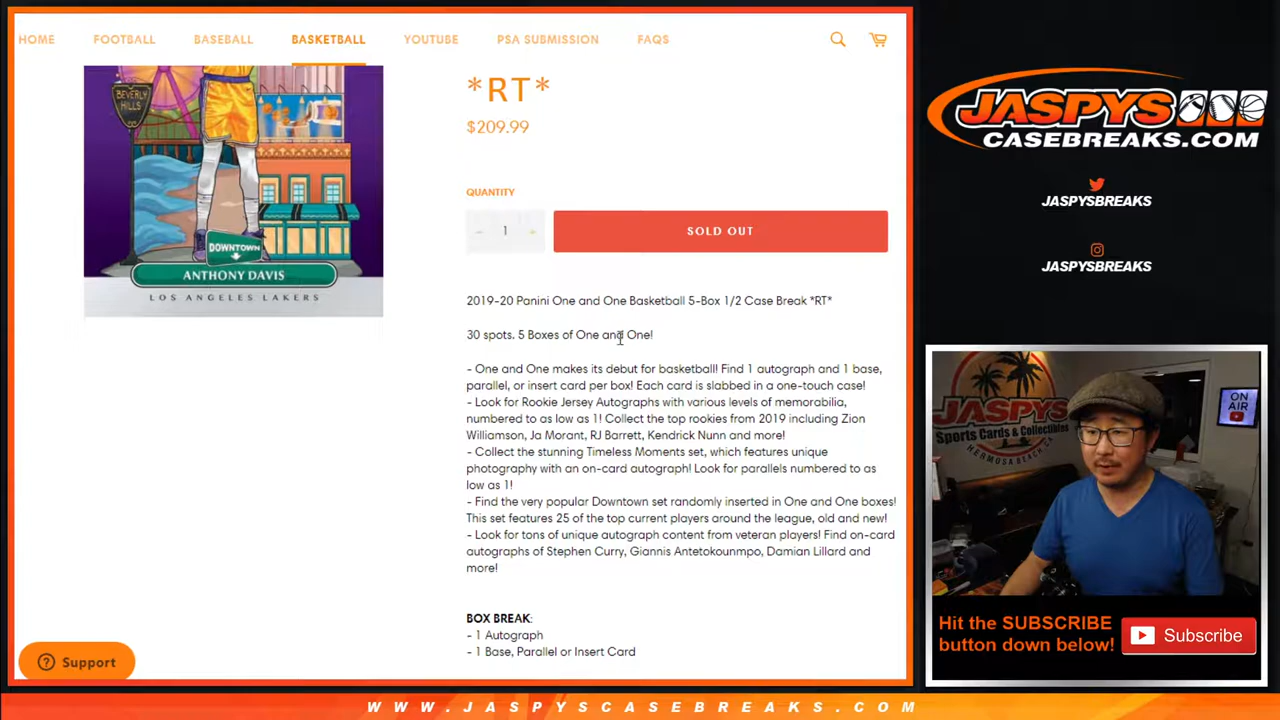 HOME FOOTBALL BASEBALL BASKETBALL YOUTUBE PSA SUBMISSION FAQS
BEVERLY
HILLS
DOWNTOWN
ANTHONY DAVIS
LOS ANGELES LAKERS
*RT*
$209.99
QUANTITY
− 1 +
SOLD OUT
2019-20 Panini One and One Basketball 5-Box 1/2 Case Break *RT*
30 spots. 5 Boxes of One and One!
- One and One makes its debut for basketball! Find 1 autograph and 1 base,
parallel, or insert card per box! Each card is slabbed in a one-touch case!
- Look for Rookie Jersey Autographs with various levels of memorabilia,
numbered to as low as 1! Collect the top rookies from 2019 including Zion
Williamson, Ja Morant, RJ Barrett, Kendrick Nunn and more!
- Collect the stunning Timeless Moments set, which features unique
photography with an on-card autograph! Look for parallels numbered to as
low as 1!
- Find the very popular Downtown set randomly inserted in One and One boxes!
This set features 25 of the top current players around the league, old and new!
- Look for tons of unique autograph content from veteran players! Find on-card
autographs of Stephen Curry, Giannis Antetokounmpo, Damian Lillard and
more!
BOX BREAK:
- 1 Autograph
- 1 Base, Parallel or Insert Card
Support
JASPYS
CASEBREAKS.COM
JASPYSBREAKS
JASPYSBREAKS
JASPYS
Sports Cards & Collectibles
HERMOSA BEACH, CA
ON
AIR
Hit the SUBSCRIBE
button down below!
Subscribe
WWW.JASPYSCASEBREAKS.COM